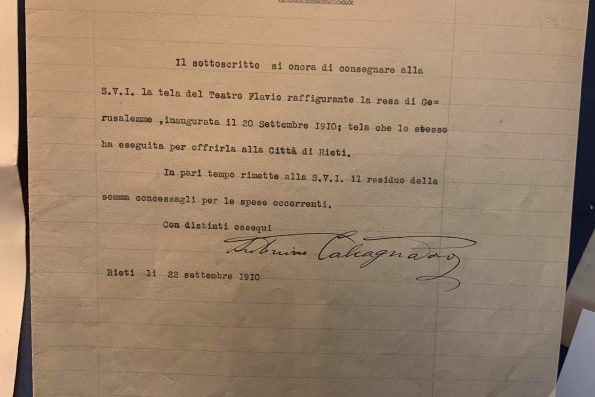 Il sottoscritto si onora di consegnare alla
S.V.I. la tela del Teatro Flavio raffigurante la resa di Ge-
rusalemme ,inaugurata il 20 Settembre 1910; tela che lo stesso
ha eseguita per offrirla alla Città di Rieti.
In pari tempo rimette alla S.V.I. il residuo della
somma concessagli per le spese occorrenti.
Con distinti ossequi
Antonino Calcagnadoro
Rieti li 22 settembre 1910